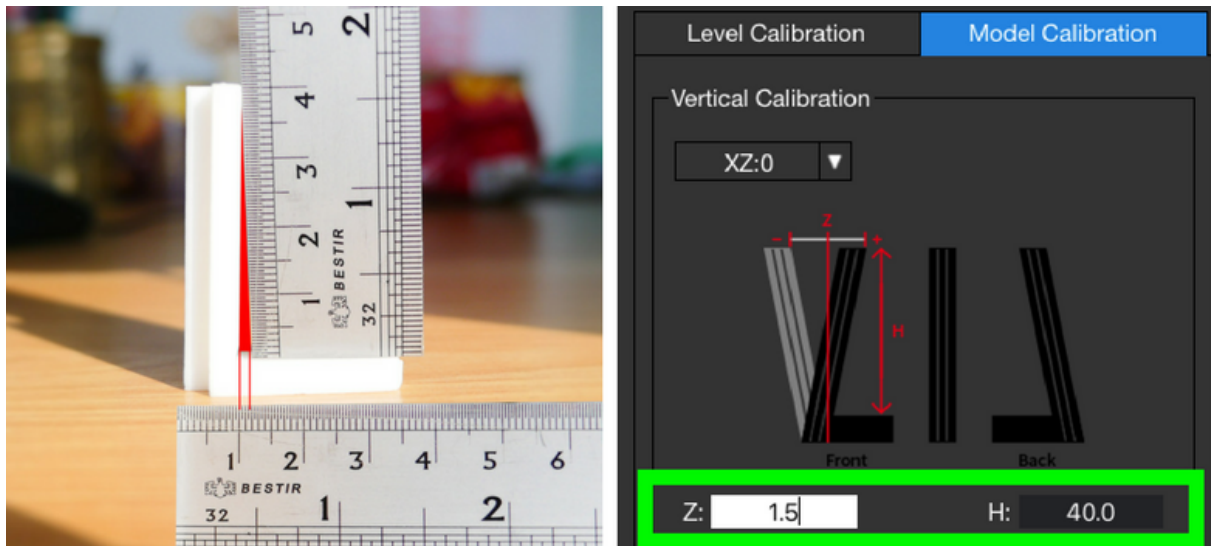 5
2
4
3
1
2
1
BESTIR
32
1 2 3 4 5 6
BESTIR
32
1
2
Level Calibration
Model Calibration
Vertical Calibration
XZ:0
Z
- +
H
Front
Back
Z: 1.5
H: 40.0